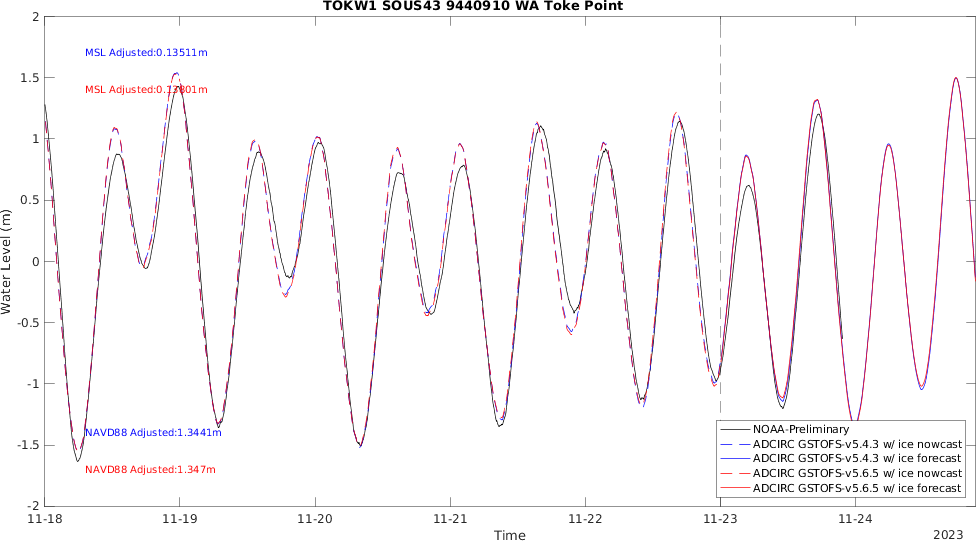 TOKW1 SOUS43 9440910 WA Toke Point
2
1.5
1
0.5
0
-0.5
-1
-1.5
-2
Water Level (m)
MSL Adjusted:0.13511m
MSL Adjusted:0.13801m
NAVD88 Adjusted:1.3441m
NAVD88 Adjusted:1.347m
NOAA-Preliminary
ADCIRC GSTOFS-v5.4.3 w/ ice nowcast
ADCIRC GSTOFS-v5.4.3 w/ ice forecast
ADCIRC GSTOFS-v5.6.5 w/ ice nowcast
ADCIRC GSTOFS-v5.6.5 w/ ice forecast
11-18 11-19 11-20 11-21 11-22 11-23 11-24
Time
2023